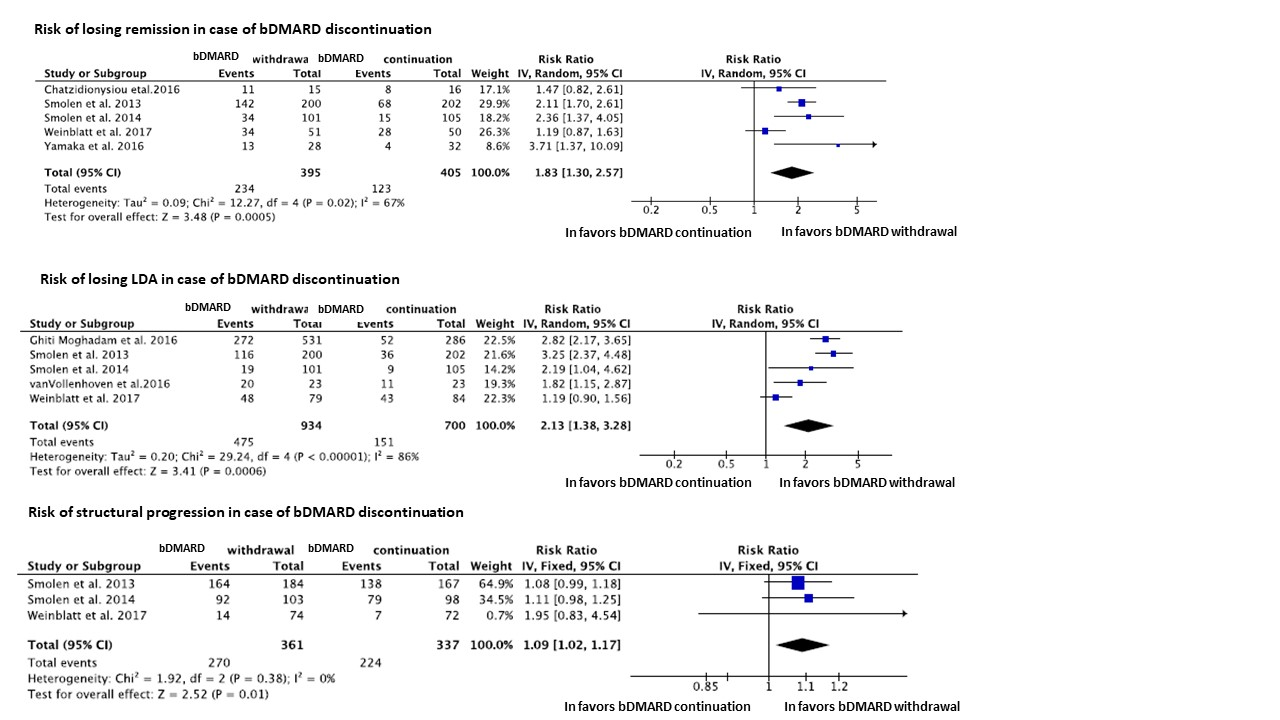 Risk of losing remission in case of bDMARD discontinuation
bDMARD withdrawa bDMARD continuation Risk Ratio Risk Ratio
Study or Subgroup Events Total Events Total Weight IV, Random, 95% CI IV, Random, 95% CI
Chatzidionysiou etal.2016 11 15 8 16 17.1% 1.47 [0.82, 2.61]
Smolen et al. 2013 142 200 68 202 29.9% 2.11 [1.70, 2.61]
Smolen et al. 2014 34 101 15 105 18.2% 2.36 [1.37, 4.05]
Weinblatt et al. 2017 34 51 28 50 26.3% 1.19 [0.87, 1.63]
Yamaka et al. 2016 13 28 4 32 8.6% 3.71 [1.37, 10.09]
Total (95% CI) 395 405 100.0% 1.83 [1.30, 2.57]
Total events 234 123
Heterogeneity: Tau² = 0.09; Chi² = 12.27, df = 4 (P = 0.02); I² = 67%
Test for overall effect: Z = 3.48 (P = 0.0005)
0.2 0.5 1 2 5
In favors bDMARD continuation In favors bDMARD withdrawal
Risk of losing LDA in case of bDMARD discontinuation
bDMARD withdrawa bDMARD continuation Risk Ratio Risk Ratio
Study or Subgroup Events Total Events Total Weight IV, Random, 95% CI IV, Random, 95% CI
Ghiti Moghadam et al. 2016 272 531 52 286 22.5% 2.82 [2.17, 3.65]
Smolen et al. 2013 116 200 36 202 21.6% 3.25 [2.37, 4.48]
Smolen et al. 2014 19 101 9 105 14.2% 2.19 [1.04, 4.62]
vanVollenhoven et al.2016 20 23 11 23 19.3% 1.82 [1.15, 2.87]
Weinblatt et al. 2017 48 79 43 84 22.3% 1.19 [0.90, 1.56]
Total (95% CI) 934 700 100.0% 2.13 [1.38, 3.28]
Total events 475 151
Heterogeneity: Tau² = 0.20; Chi² = 29.24, df = 4 (P < 0.00001); I² = 86%
Test for overall effect: Z = 3.41 (P = 0.0006)
0.2 0.5 1 2 5
In favors bDMARD continuation In favors bDMARD withdrawal
Risk of structural progression in case of bDMARD discontinuation
bDMARD withdrawal bDMARD continuation Risk Ratio Risk Ratio
Study or Subgroup Events Total Events Total Weight IV, Fixed, 95% CI IV, Fixed, 95% CI
Smolen et al. 2013 164 184 138 167 64.9% 1.08 [0.99, 1.18]
Smolen et al. 2014 92 103 79 98 34.5% 1.11 [0.98, 1.25]
Weinblatt et al. 2017 14 74 7 72 0.7% 1.95 [0.83, 4.54]
Total (95% CI) 361 337 100.0% 1.09 [1.02, 1.17]
Total events 270 224
Heterogeneity: Chi² = 1.92, df = 2 (P = 0.38); I² = 0%
Test for overall effect: Z = 2.52 (P = 0.01)
0.85 1 1.1 1.2
In favors bDMARD continuation In favors bDMARD withdrawal